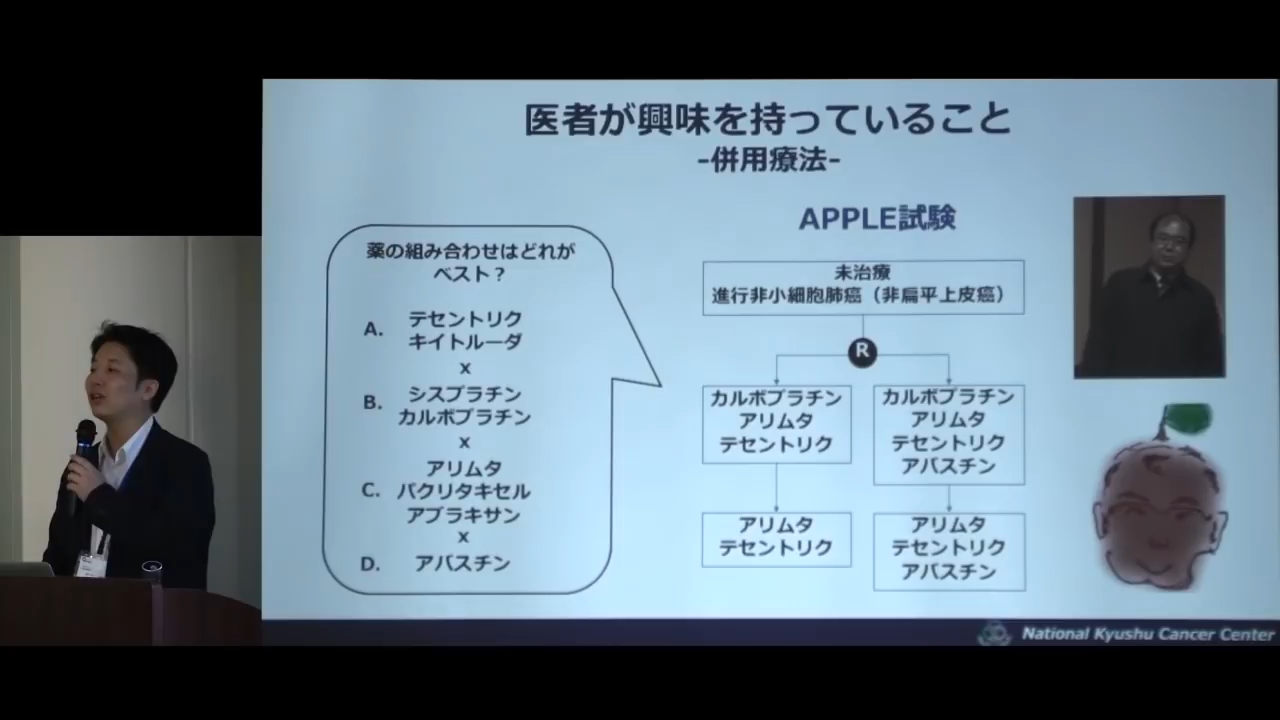 医者が興味を持っていること
-併用療法-
薬の組み合わせはどれが
ベスト？
A. テセントリク
キイトルーダ
x
B. シスプラチン
カルボプラチン
x
アリムタ
C. パクリタキセル
アブラキサン
x
D. アバスチン
APPLE試験
未治療
進行非小細胞肺癌（非扁平上皮癌）
R
カルボプラチン
アリムタ
テセントリク
カルボプラチン
アリムタ
テセントリク
アバスチン
アリムタ
テセントリク
アリムタ
テセントリク
アバスチン
National Kyushu Cancer Center